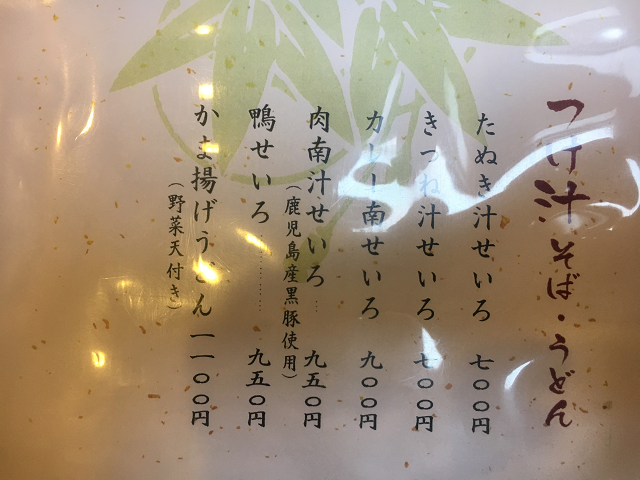 つけ汁そば・うどん
たぬき汁せいろ 七〇〇円
きつね汁せいろ 七〇〇円
カレー南せいろ 九〇〇円
肉南汁せいろ… 九五〇円
（鹿児島産黒豚使用）
鴨せいろ………… 九五〇円
かま揚げうどん 一一〇〇円
（野菜天付き）